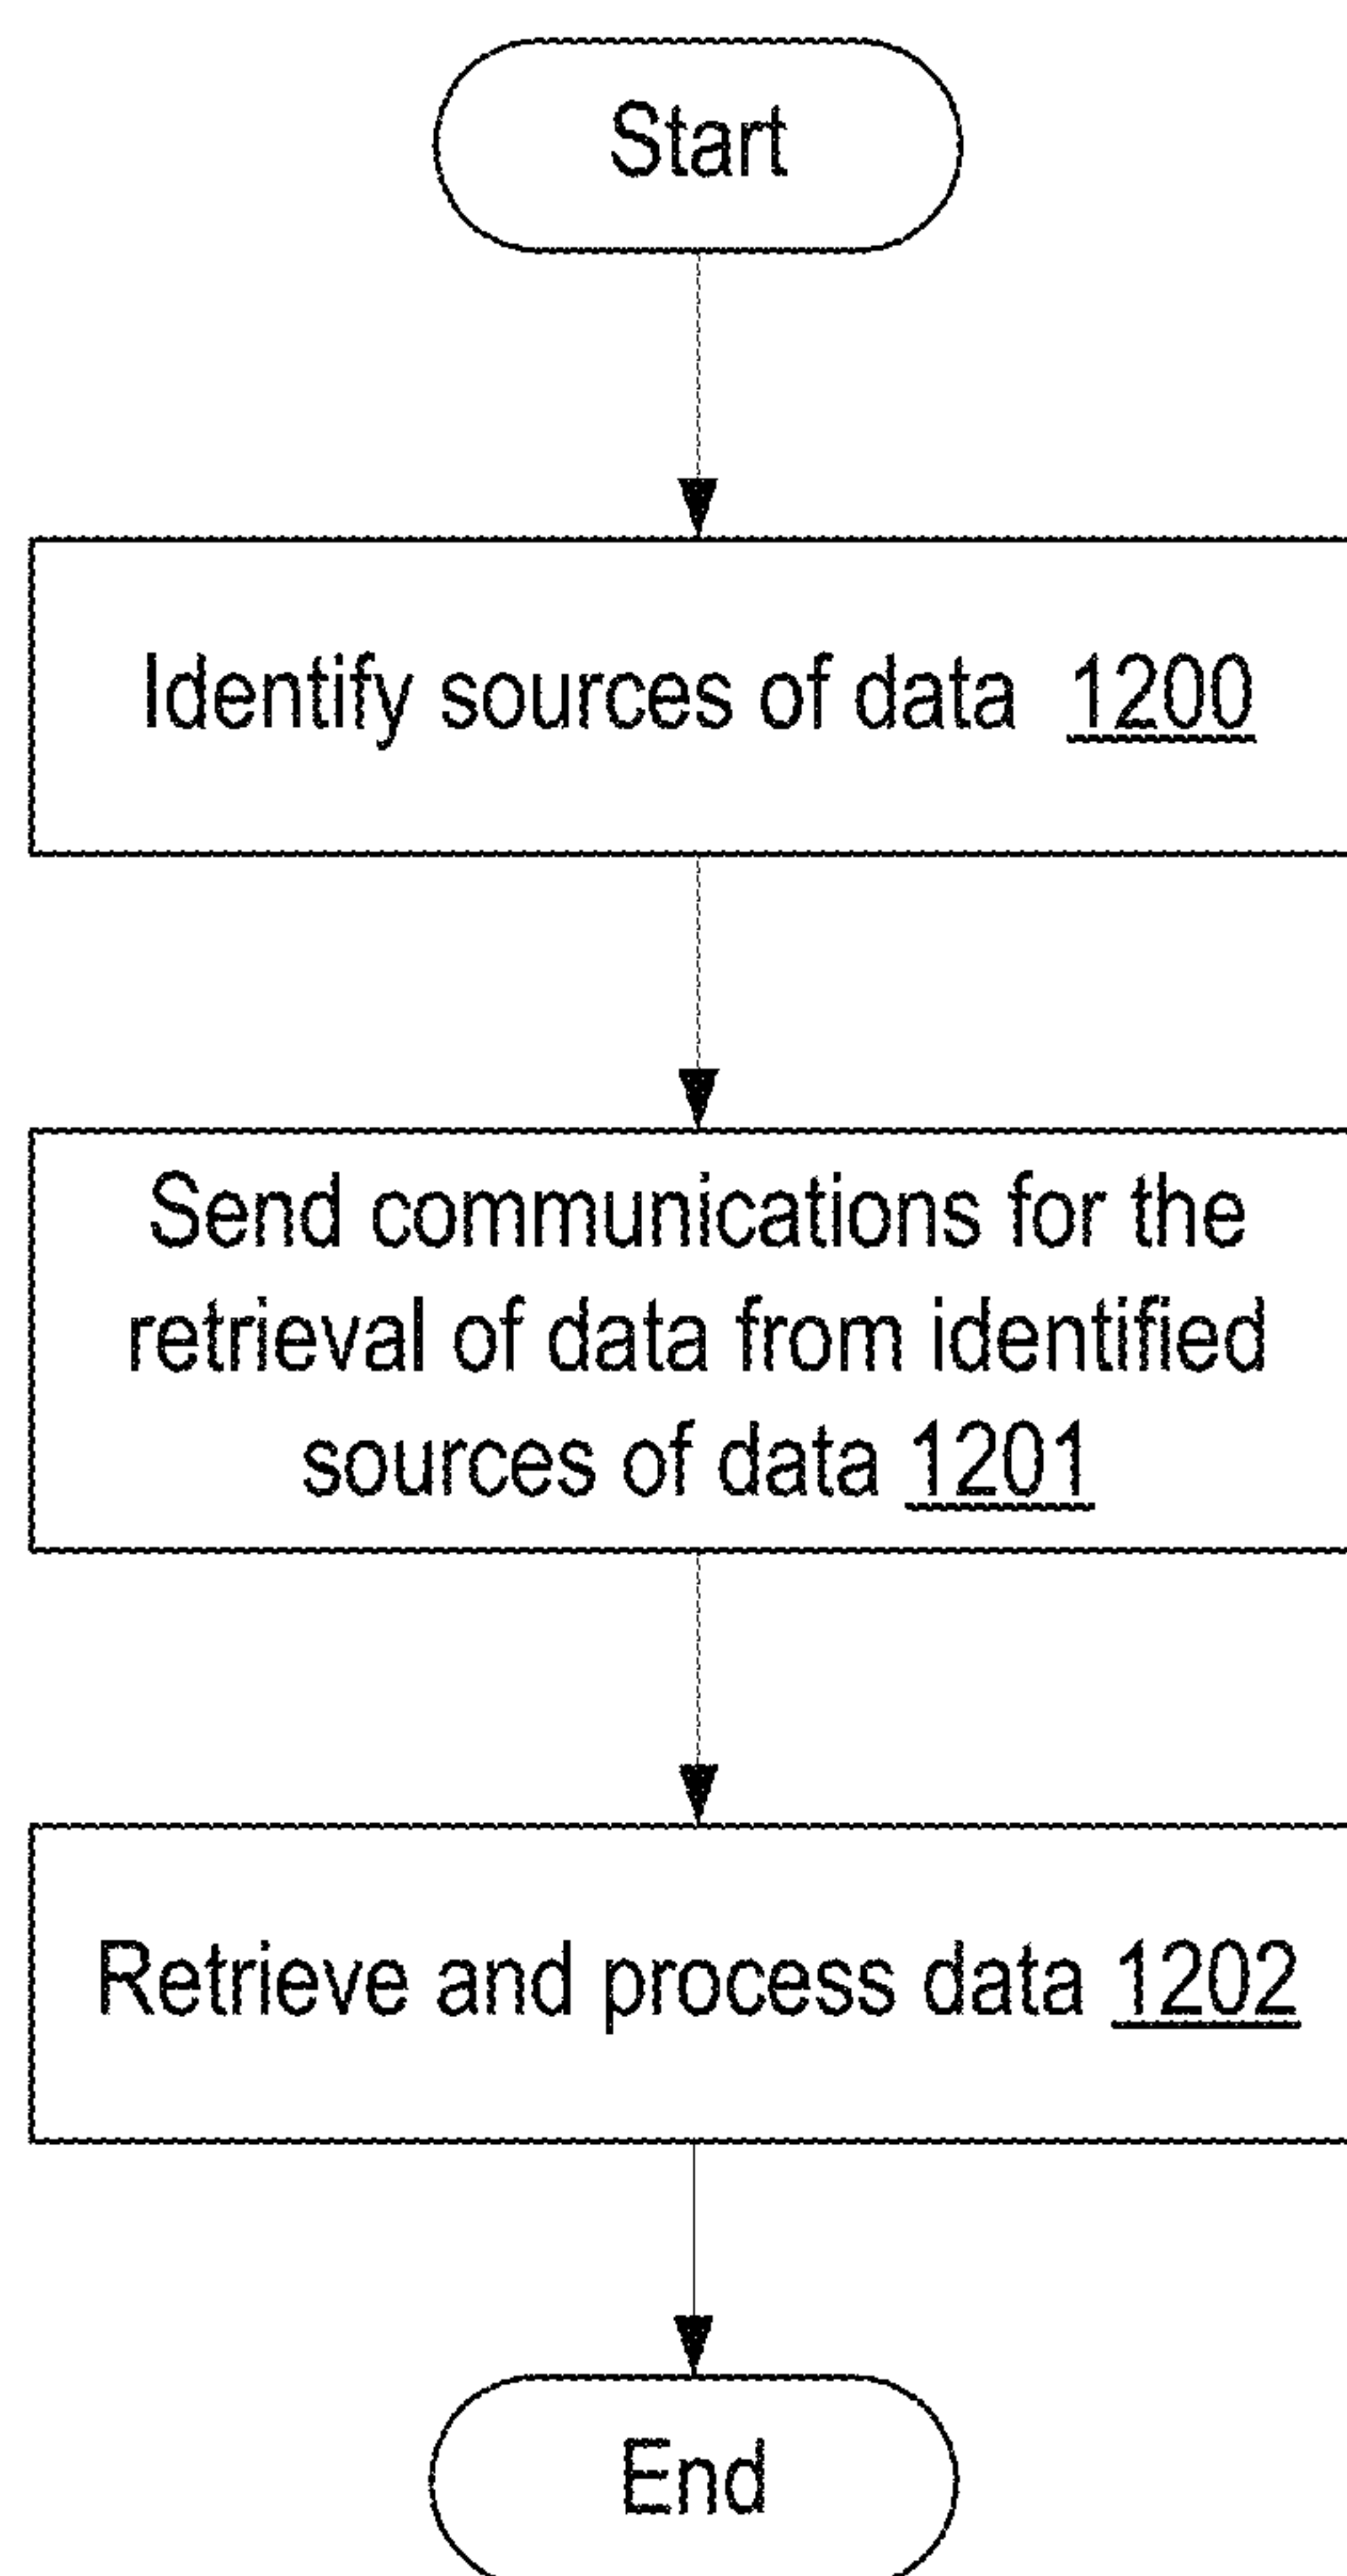 Start
Identify sources of data 1200
Send communications for the
retrieval of data from identified
sources of data 1201
Retrieve and process data 1202
End